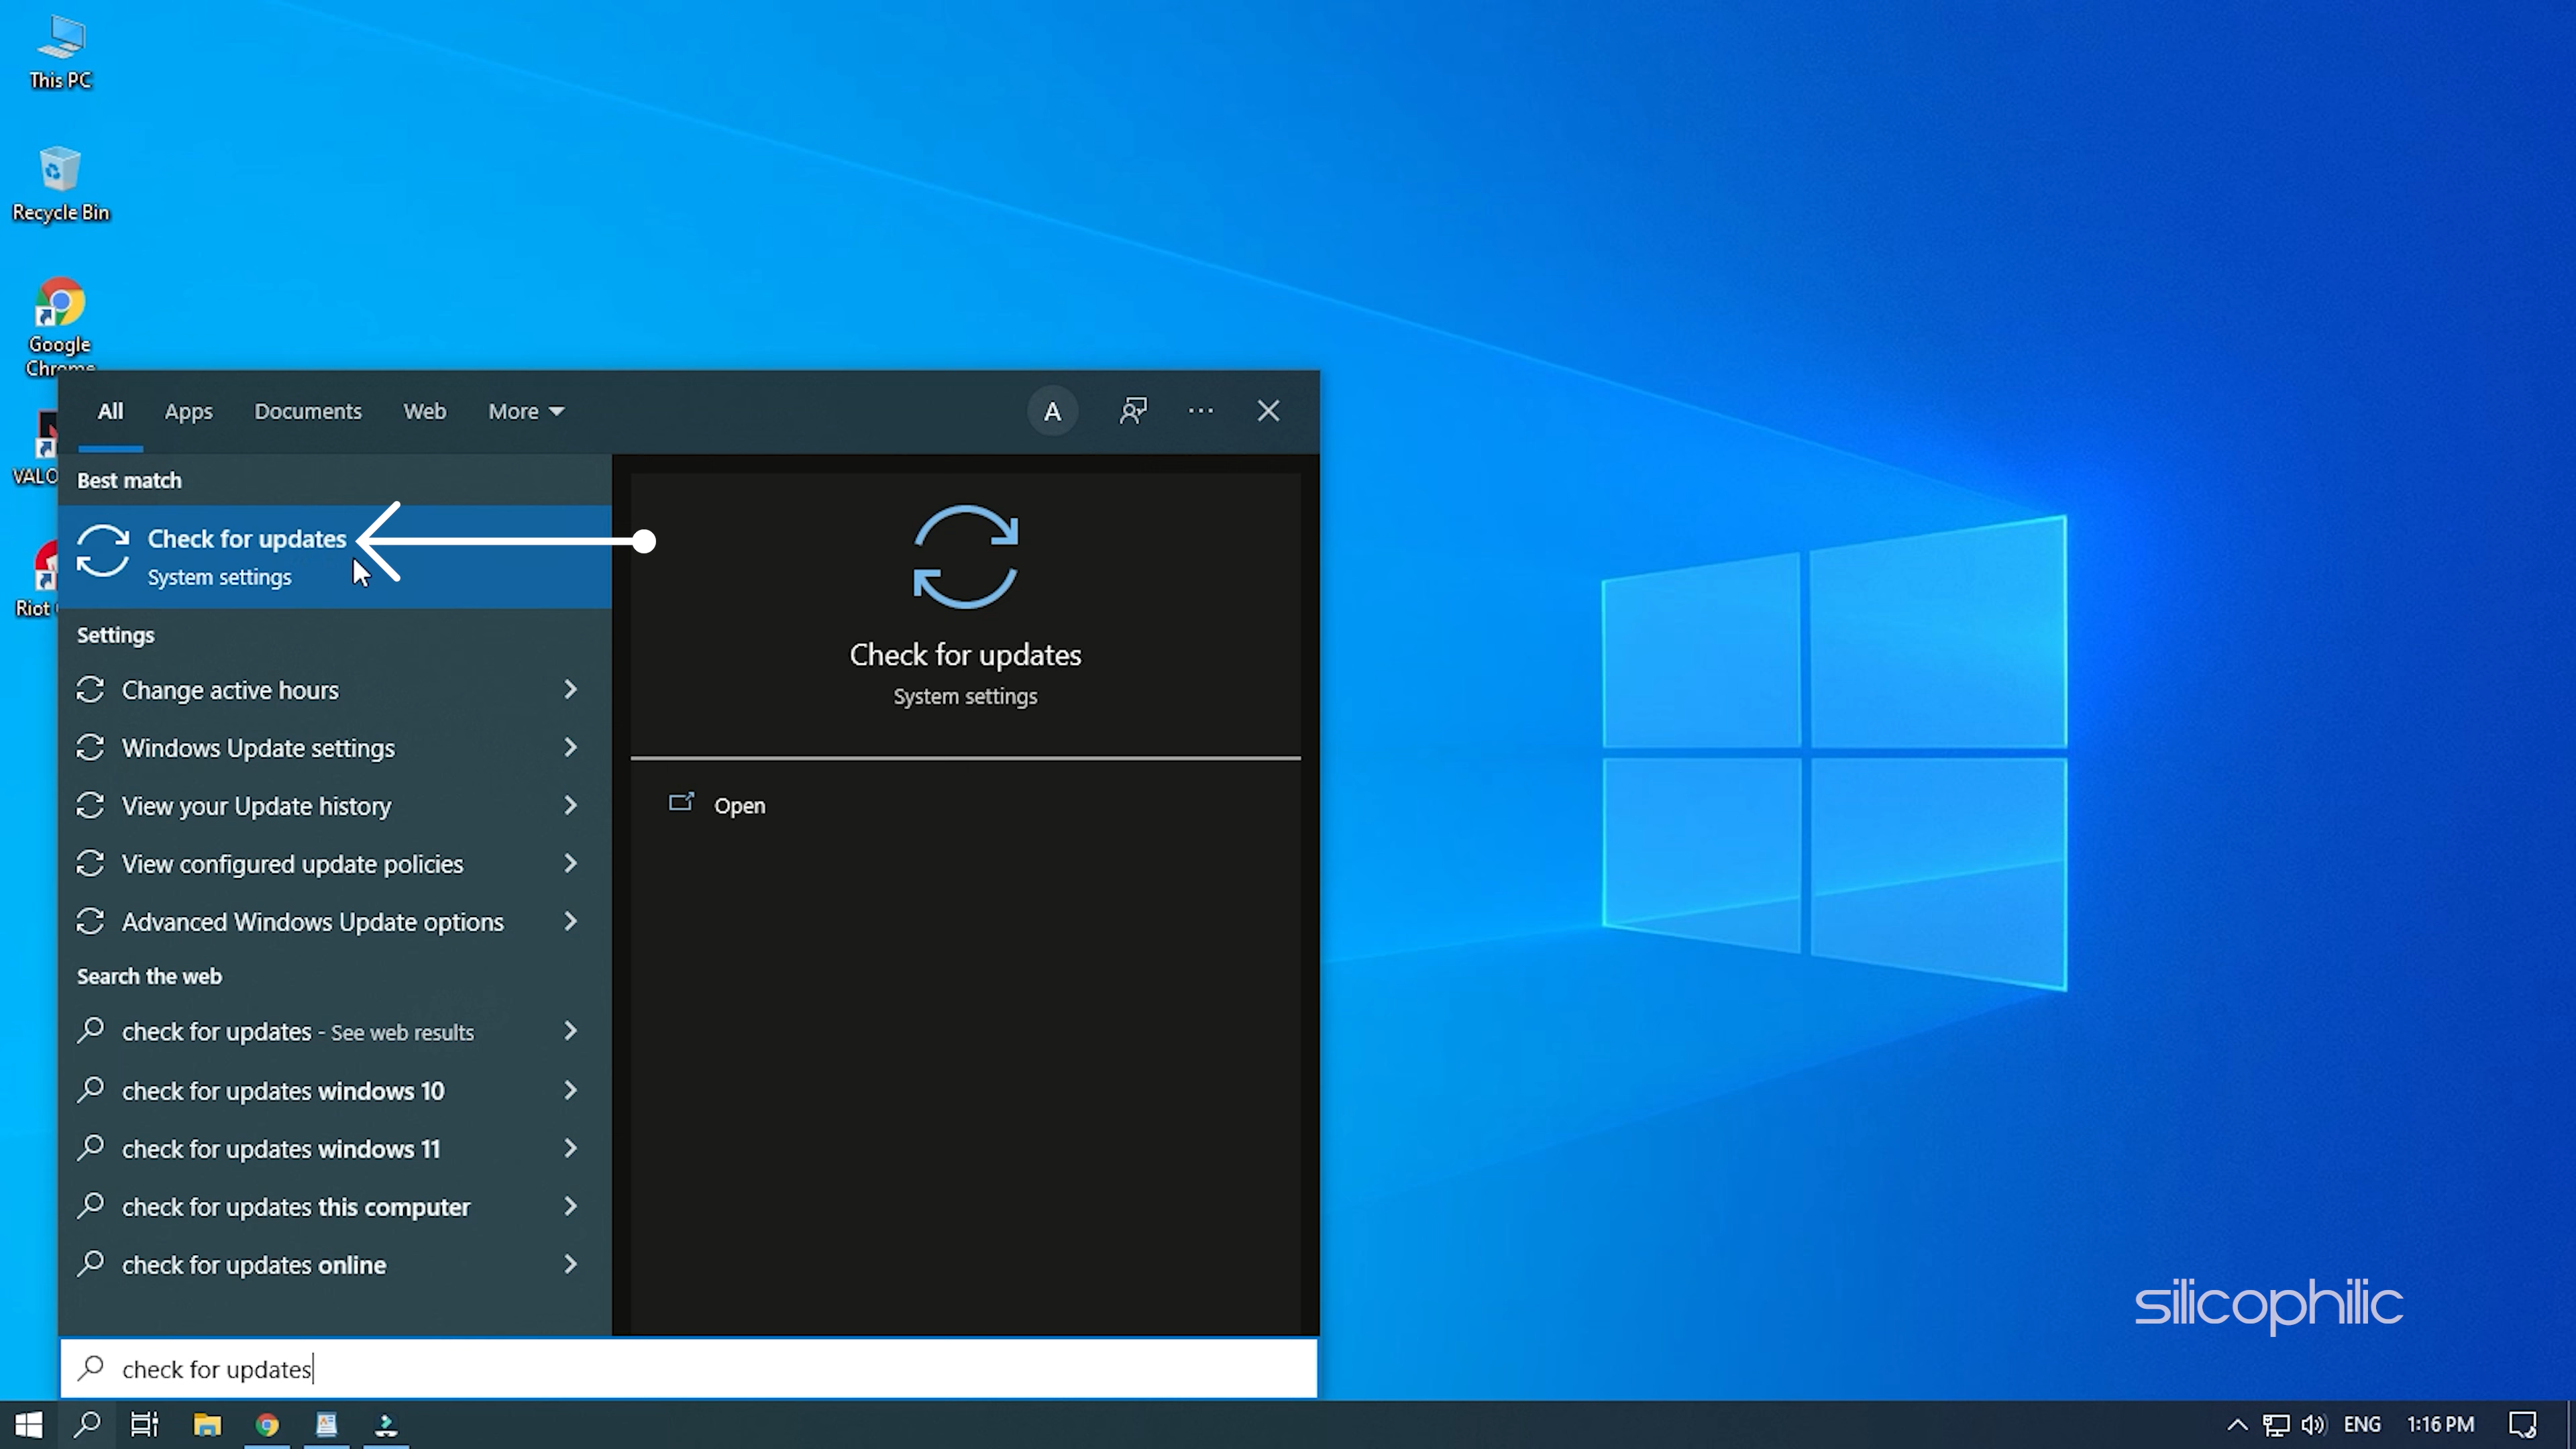 This PC
Recycle Bin
Google
Chrome
VALO
Riot
All Apps Documents Web More
A
Best match
Check for updates
System settings
Settings
Change active hours
Windows Update settings
View your Update history
View configured update policies
Advanced Windows Update options
Search the web
check for updates - See web results
check for updates windows 10
check for updates windows 11
check for updates this computer
check for updates online
Check for updates
System settings
Open
silicophilic
check for updates
ENG 1:16 PM